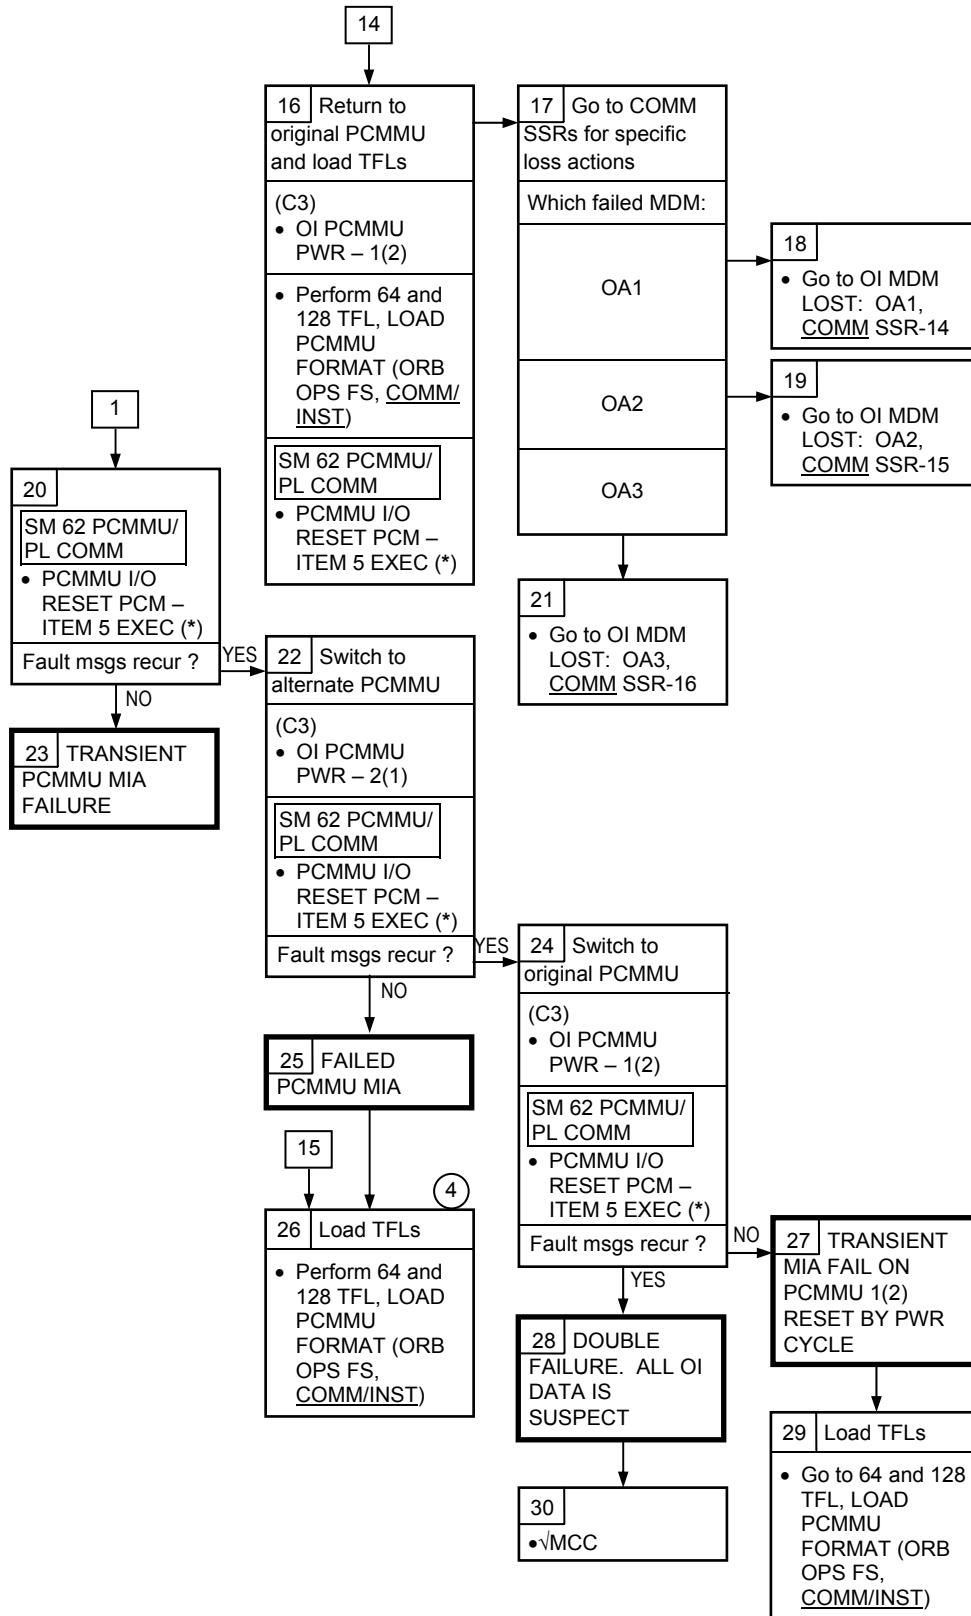 14
16 Return to
original PCMMU
and load TFLs
(C3)
• OI PCMMU
PWR – 1(2)
• Perform 64 and
128 TFL, LOAD
PCMMU
FORMAT (ORB
OPS FS, COMM/
INST)
SM 62 PCMMU/
PL COMM
• PCMMU I/O
RESET PCM –
ITEM 5 EXEC (*)
17 Go to COMM
SSRs for specific
loss actions
Which failed MDM:
OA1
OA2
OA3
18
• Go to OI MDM
LOST: OA1,
COMM SSR-14
19
• Go to OI MDM
LOST: OA2,
COMM SSR-15
21
• Go to OI MDM
LOST: OA3,
COMM SSR-16
1
20
SM 62 PCMMU/
PL COMM
• PCMMU I/O
RESET PCM –
ITEM 5 EXEC (*)
Fault msgs recur ?
YES
NO
23 TRANSIENT
PCMMU MIA
FAILURE
22 Switch to
alternate PCMMU
(C3)
• OI PCMMU
PWR – 2(1)
SM 62 PCMMU/
PL COMM
• PCMMU I/O
RESET PCM –
ITEM 5 EXEC (*)
Fault msgs recur ?
YES
NO
25 FAILED
PCMMU MIA
15
4
26 Load TFLs
• Perform 64 and
128 TFL, LOAD
PCMMU
FORMAT (ORB
OPS FS,
COMM/INST)
24 Switch to
original PCMMU
(C3)
• OI PCMMU
PWR – 1(2)
SM 62 PCMMU/
PL COMM
• PCMMU I/O
RESET PCM –
ITEM 5 EXEC (*)
Fault msgs recur ?
NO
YES
27 TRANSIENT
MIA FAIL ON
PCMMU 1(2)
RESET BY PWR
CYCLE
28 DOUBLE
FAILURE. ALL OI
DATA IS
SUSPECT
29 Load TFLs
• Go to 64 and 128
TFL, LOAD
PCMMU
FORMAT (ORB
OPS FS,
COMM/INST)
30
•√MCC